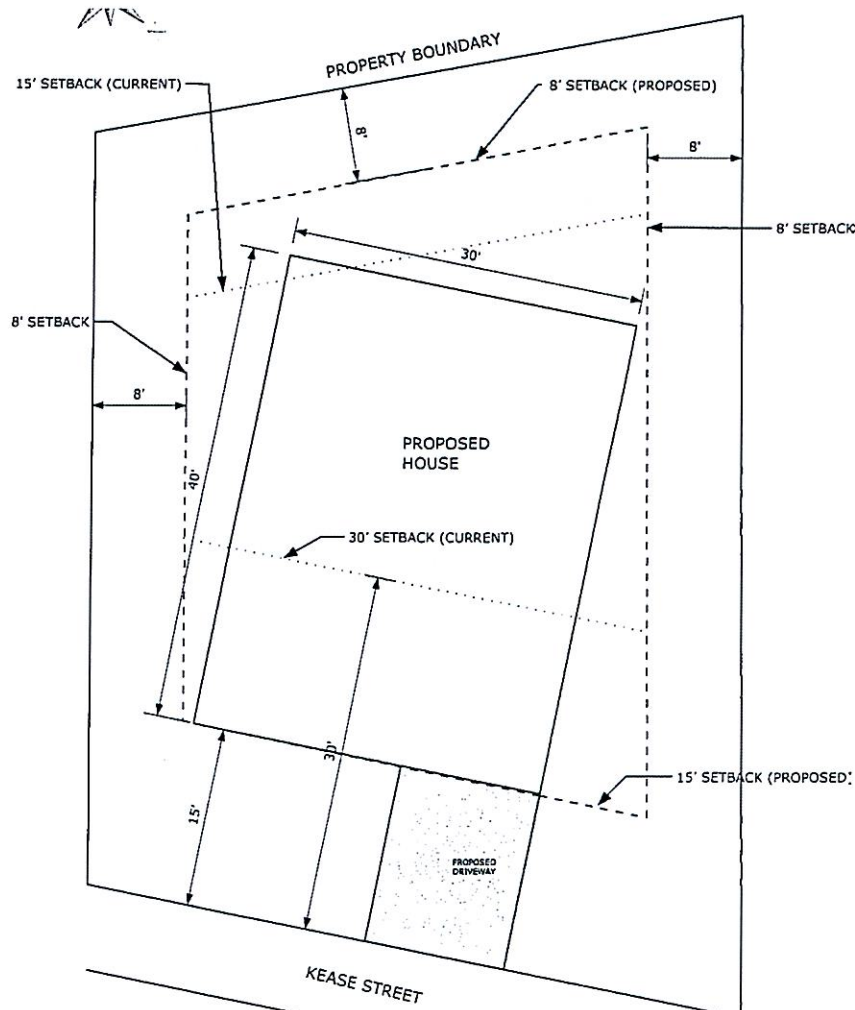 PROPERTY BOUNDARY
15' SETBACK (CURRENT)
8' SETBACK (PROPOSED)
8'
8'
8' SETBACK
30'
8' SETBACK
8'
PROPOSED
HOUSE
40'
30' SETBACK (CURRENT)
30'
15' SETBACK (PROPOSED)
15'
PROPOSED
DRIVEWAY
KEASE STREET